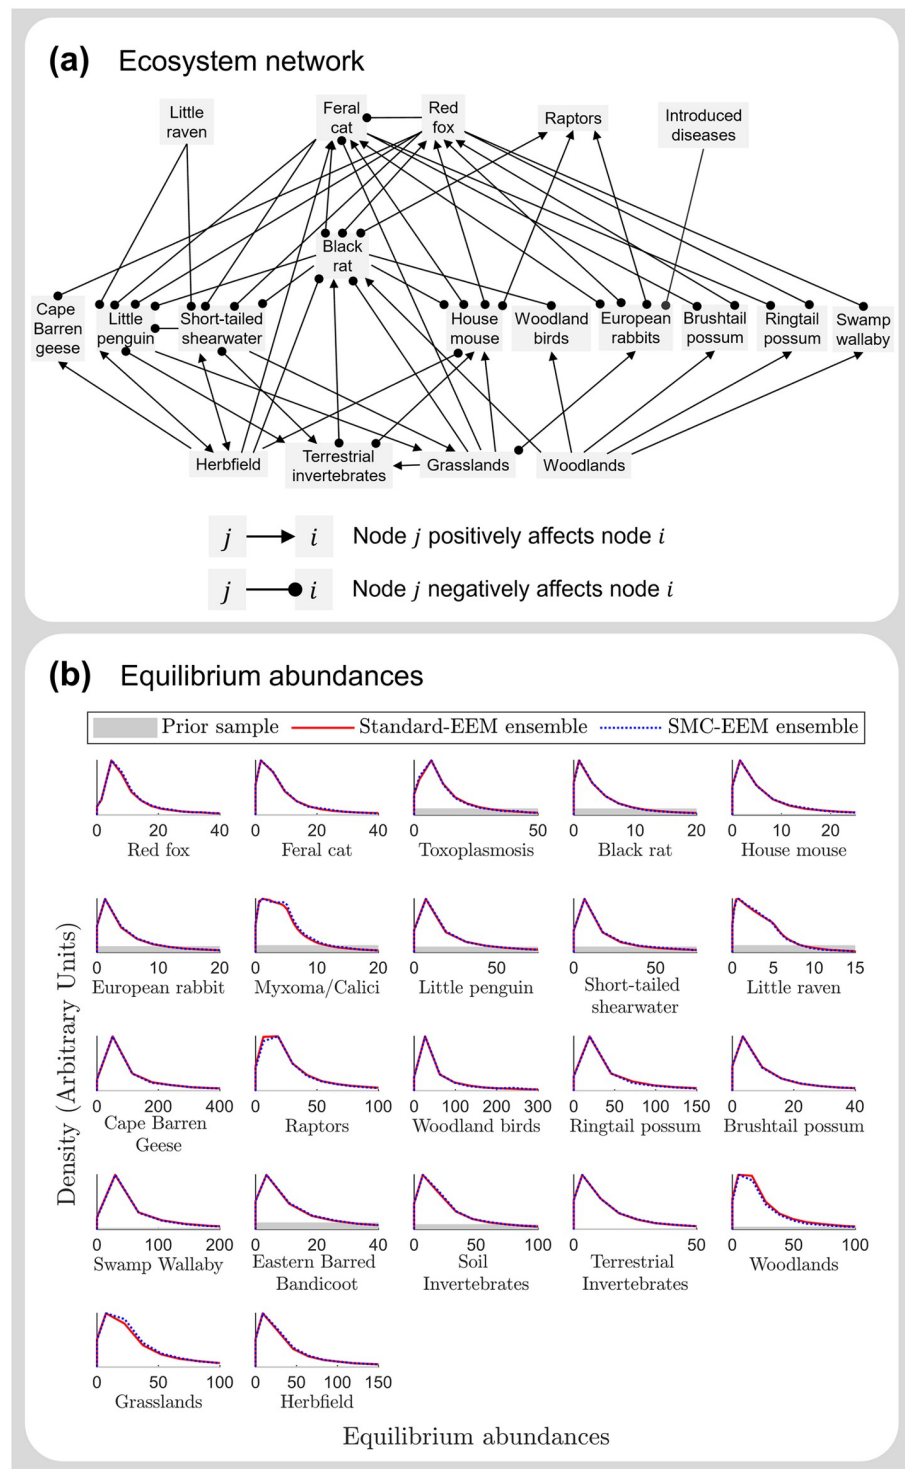 (a) Ecosystem network
Little
raven
Feral
cat
Red
fox
Raptors
Introduced
diseases
Black
rat
Cape
Barren
geese
Little
penguin
Short-tailed
shearwater
House
mouse
Woodland
birds
European
rabbits
Brushtail
possum
Ringtail
possum
Swamp
wallaby
Herbfield
Terrestrial
invertebrates
Grasslands
Woodlands
j i Node j positively affects node i
j i Node j negatively affects node i
(b) Equilibrium abundances
Prior sample Standard-EEM ensemble SMC-EEM ensemble
0 20 40
Red fox
0 20 40
Feral cat
0 50
Toxoplasmosis
0 10 20
Black rat
0 10 20
House mouse
0 10 20
European rabbit
0 10 20
Myxoma/Calici
0 50
Little penguin
0 50
Short-tailed
shearwater
0 5 10 15
Little raven
0 200 400
Cape Barren
Geese
0 50 100
Raptors
0 100 200 300
Woodland birds
0 50 100 150
Ringtail possum
0 20 40
Brushtail possum
0 100 200
Swamp Wallaby
0 20 40
Eastern Barred
Bandicoot
0 50 100
Soil
Invertebrates
0 50
Terrestrial
Invertebrates
0 50 100
Woodlands
0 50 100
Grasslands
0 50 100 150
Herbfield
Density (Arbitrary Units)
Equilibrium abundances